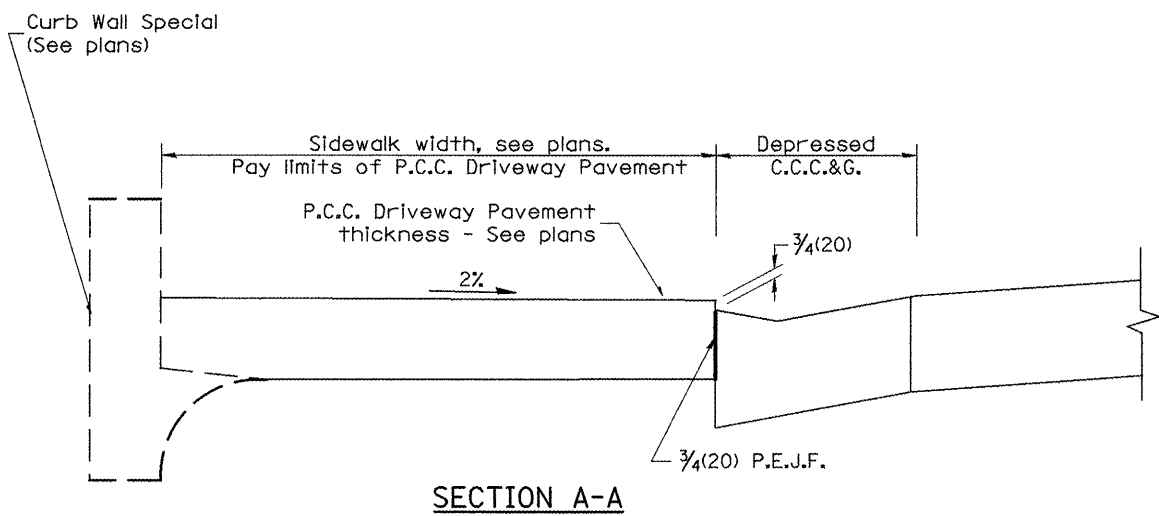 Curb Wall Special
(See plans)
Sidewalk width, see plans.
Pay limits of P.C.C. Driveway Pavement
Depressed
C.C.C.&G.
P.C.C. Driveway Pavement
thickness - See plans
3/4(20)
2%
3/4(20) P.E.J.F.
SECTION A-A